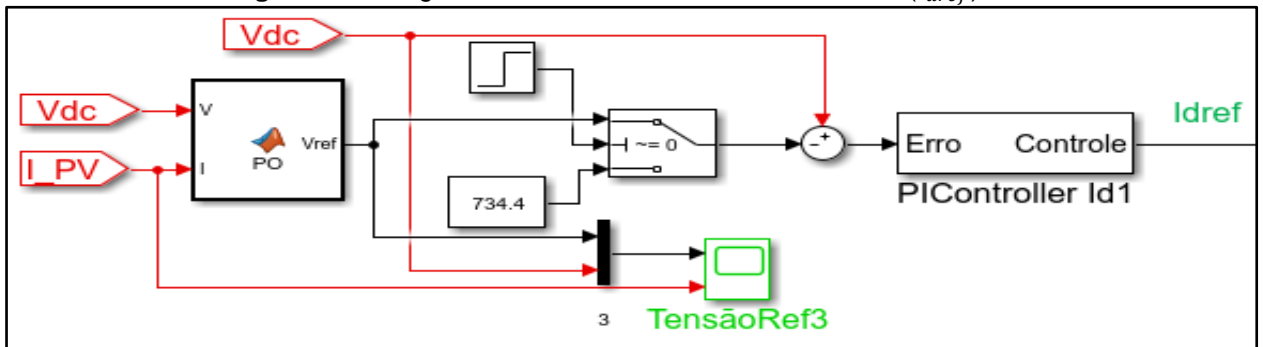 Vdc
Vdc
I_PV
V
I
PO
Vref
~= 0
734.4
-
+
Erro
Controle
PIController Id1
Idref
3
TensãoRef3